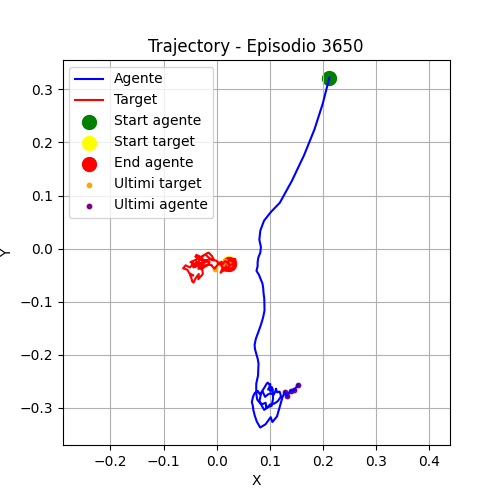 Trajectory - Episodio 3650
Agente
Target
Start agente
Start target
End agente
Ultimi target
Ultimi agente
0.3
0.2
0.1
0.0
−0.1
−0.2
−0.3
Y
−0.2
−0.1
0.0
0.1
0.2
0.3
0.4
X